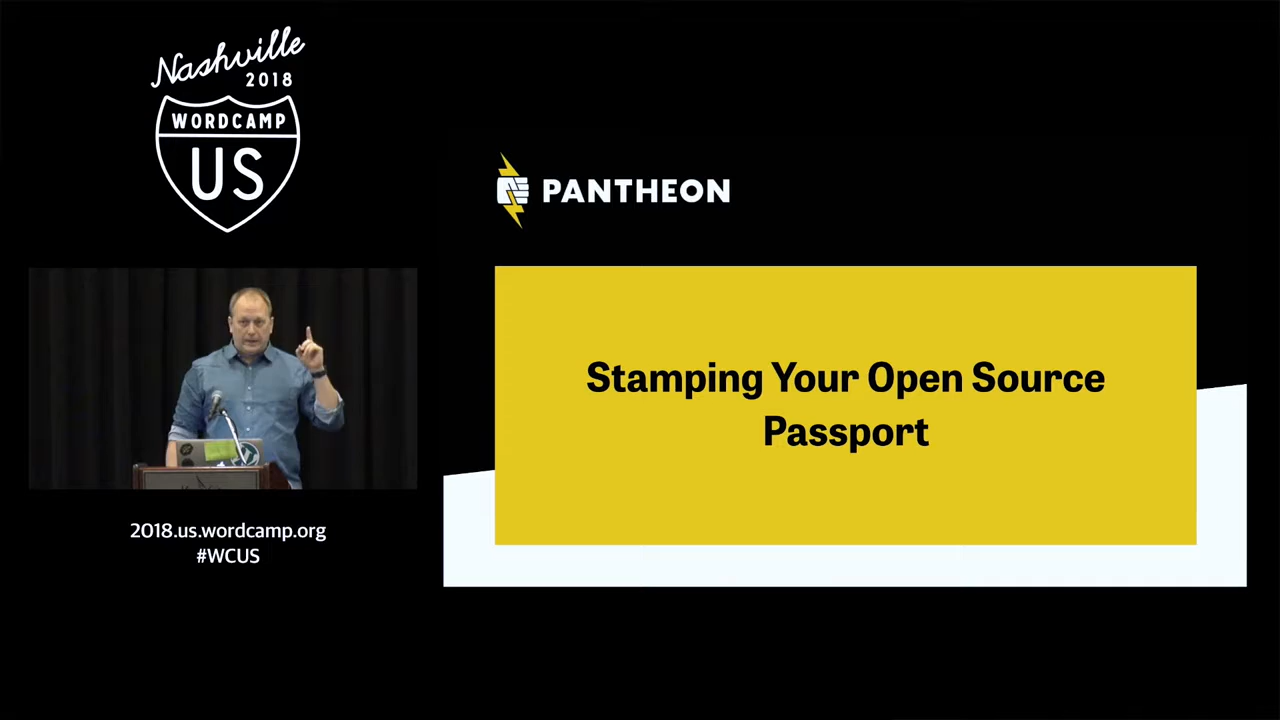 Nashville
2018
WORDCAMP
US
PANTHEON
Stamping Your Open Source
Passport
2018.us.wordcamp.org
#WCUS